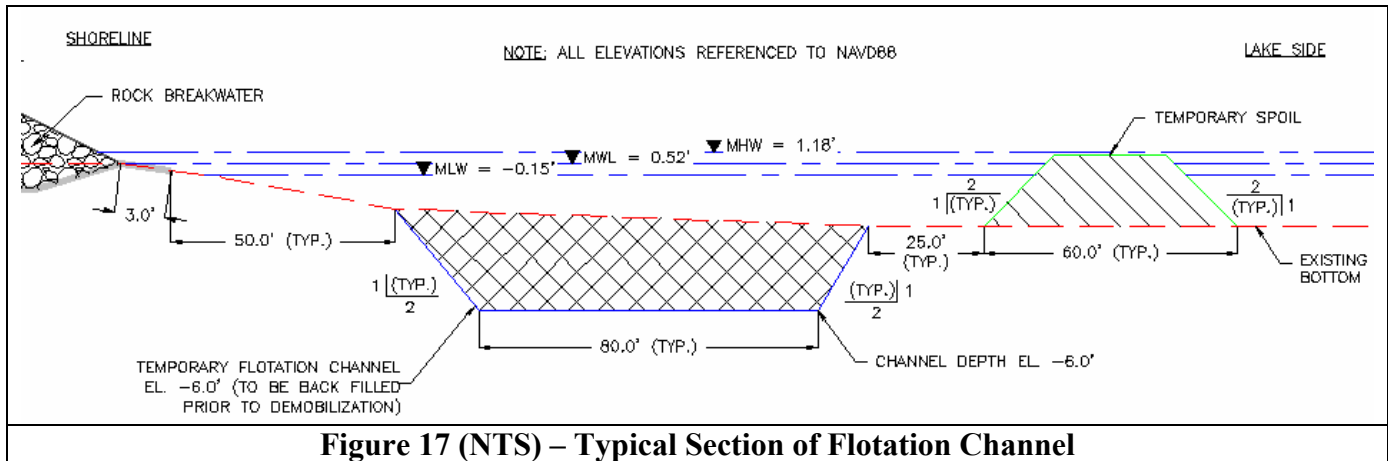 SHORELINE
NOTE: ALL ELEVATIONS REFERENCED TO NAVD88
LAKE SIDE
ROCK BREAKWATER
TEMPORARY SPOIL
MHW = 1.18'
MWL = 0.52'
MLW = -0.15'
3.0'
50.0' (TYP.)
1 (TYP.)
2
80.0' (TYP.)
(TYP.) 1
2
25.0'
(TYP.)
2
1 (TYP.)
60.0' (TYP.)
2
(TYP.) 1
EXISTING
BOTTOM
TEMPORARY FLOTATION CHANNEL
EL. -6.0' (TO BE BACK FILLED
PRIOR TO DEMOBILIZATION)
CHANNEL DEPTH EL. -6.0'
Figure 17 (NTS) – Typical Section of Flotation Channel